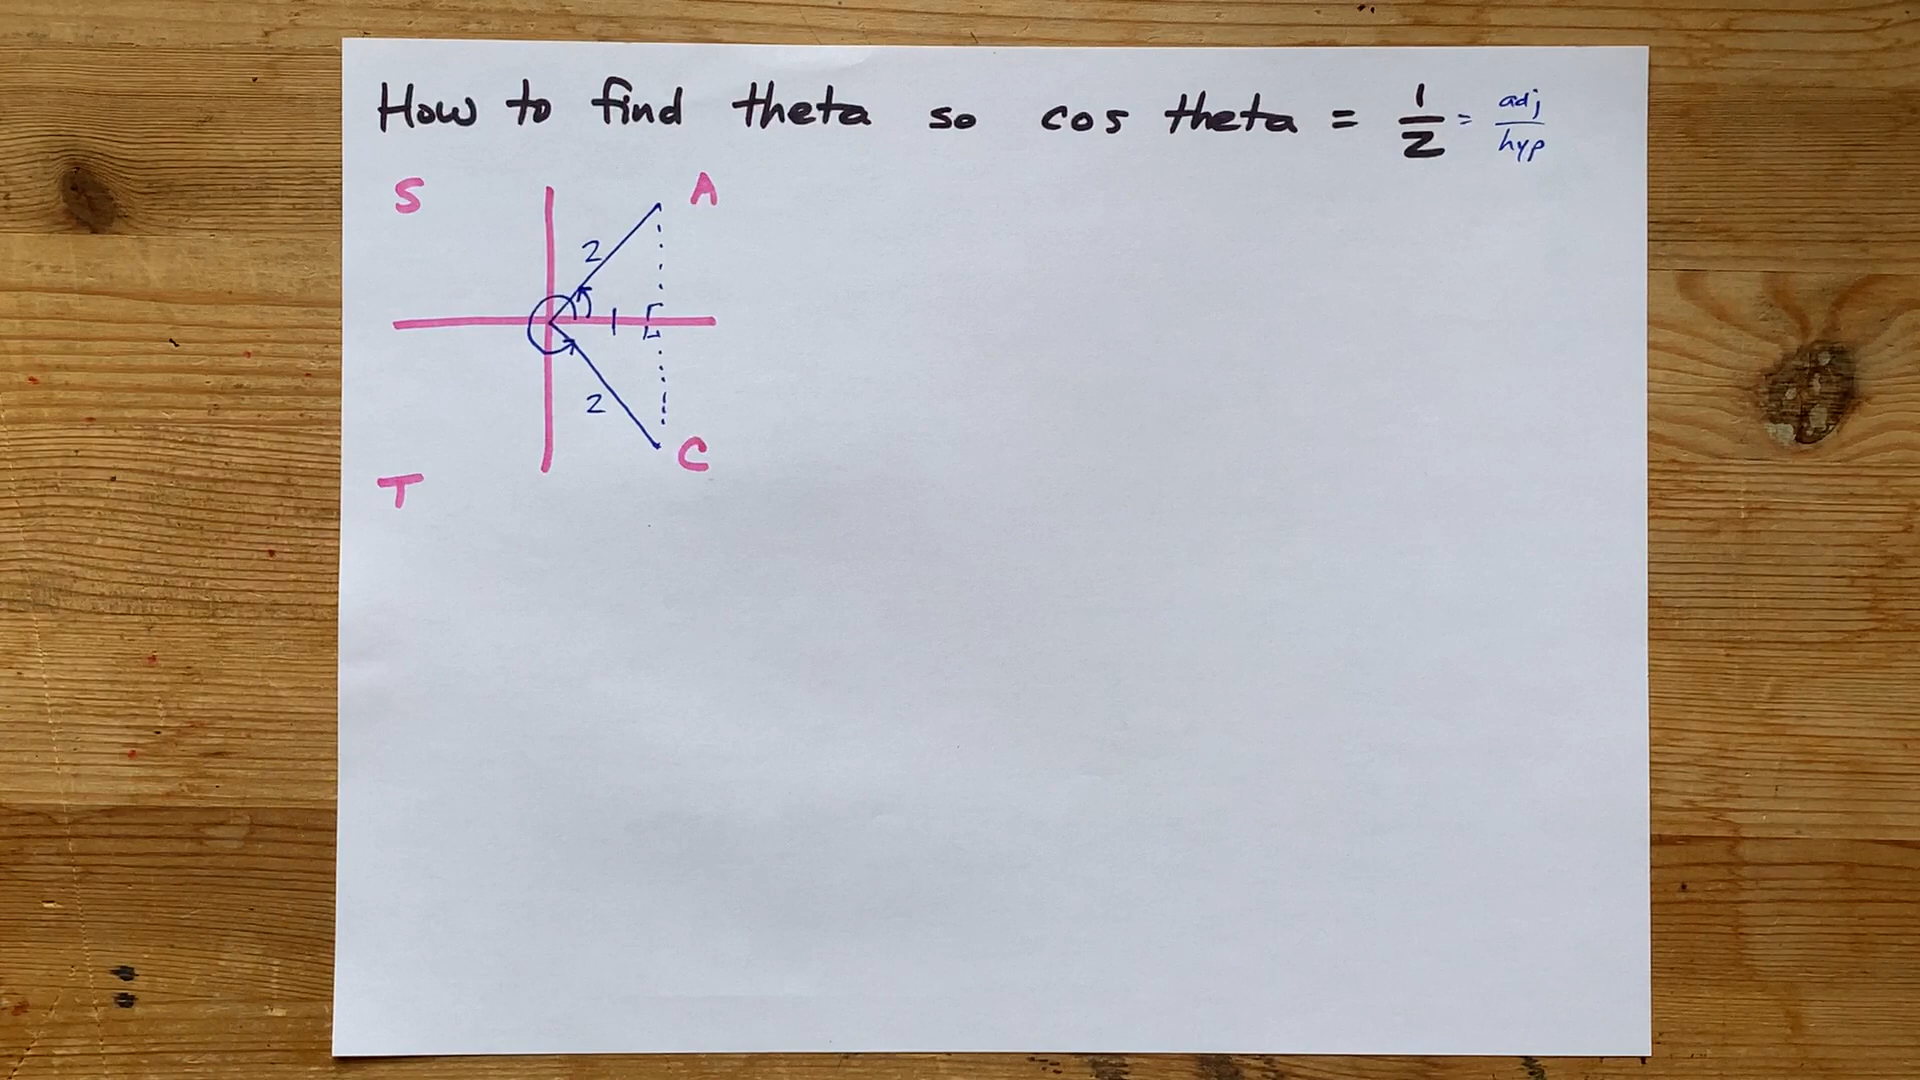 How to find theta so cos theta = 1/2 = adj/hyp
S A
2
1
2
C
T